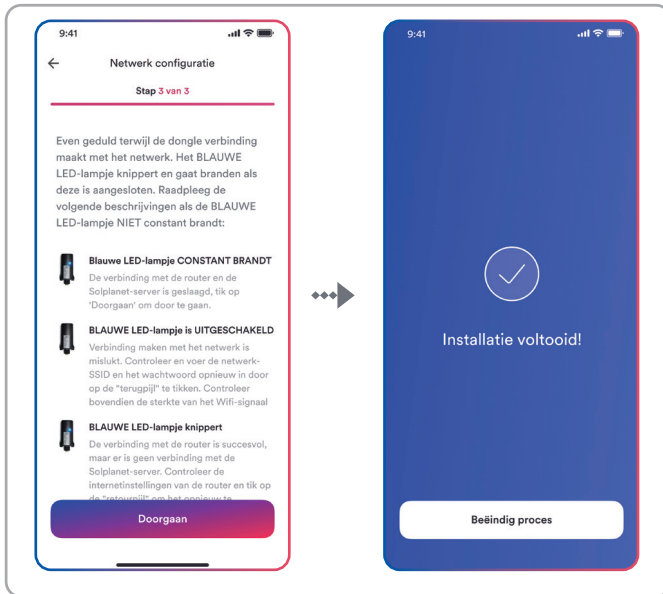 9:41
Netwerk configuratie
Stap 3 van 3
Even geduld terwijl de dongle verbinding
maakt met het netwerk. Het BLAUWE
LED-lampje knippert en gaat branden als
deze is aangesloten. Raadpleeg de
volgende beschrijvingen als de BLAUWE
LED-lampje NIET constant brandt:
Blauwe LED-lampje CONSTANT BRANDT
De verbinding met de router en de
Solplanet-server is geslaagd, tik op
'Doorgaan' om door te gaan.
BLAUWE LED-lampje is UITGESCHAKELD
Verbinding maken met het netwerk is
mislukt. Controleer en voer de netwerk-
SSID en het wachtwoord opnieuw in door
op de "terugpijl" te tikken. Controleer
bovendien de sterkte van het Wifi-signaal
BLAUWE LED-lampje knippert
De verbinding met de router is succesvol,
maar er is geen verbinding met de
Solplanet-server. Controleer de
internetinstellingen van de router en tik op
de "retourpijl" om het opnieuw te
Doorgaan
9:41
Installatie voltooid!
Beëindig proces